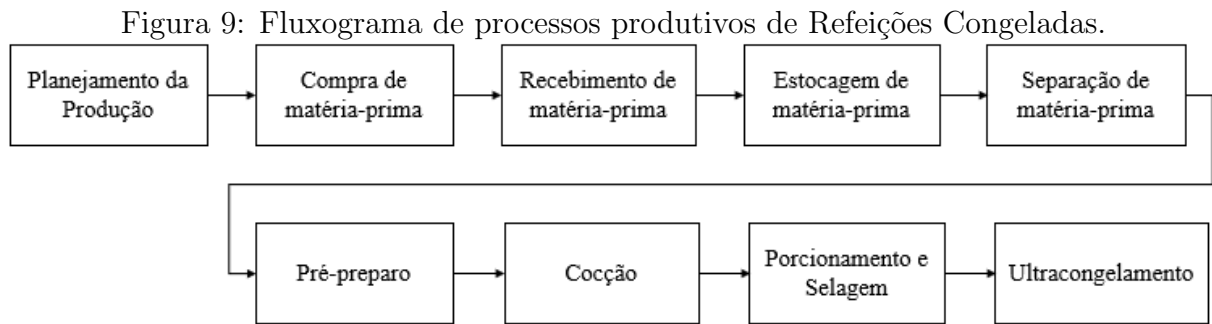 Figura 9: Fluxograma de processos produtivos de Refeições Congeladas.
Planejamento da
Produção
Compra de
matéria-prima
Recebimento de
matéria-prima
Estocagem de
matéria-prima
Separação de
matéria-prima
Pré-preparo
Cocção
Porcionamento e
Selagem
Ultracongelamento